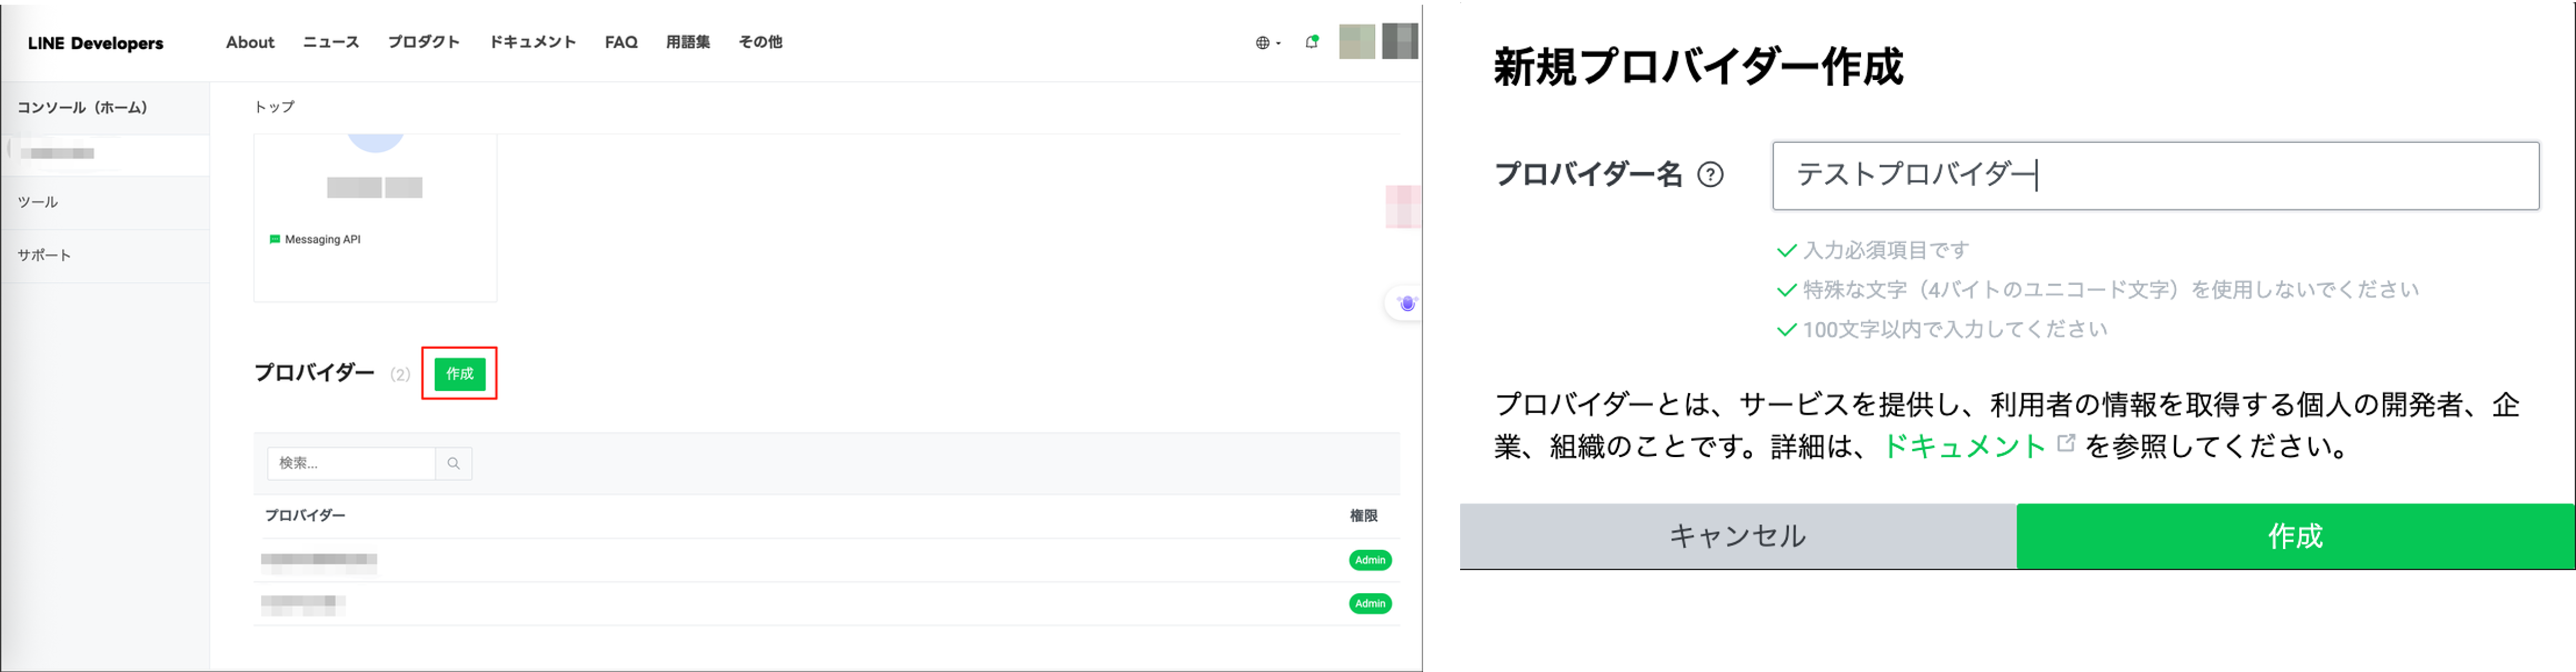 LINE Developers
About ニュース プロダクト ドキュメント FAQ 用語集 その他
コンソール（ホーム）
ツール
サポート
トップ
Messaging API
プロバイダー (2) 作成
検索...
プロバイダー 権限
Admin
Admin
新規プロバイダー作成
プロバイダー名 ? テストプロバイダー
入力必須項目です
特殊な文字（4バイトのユニコード文字）を使用しないでください
100文字以内で入力してください
プロバイダーとは、サービスを提供し、利用者の情報を取得する個人の開発者、企
業、組織のことです。詳細は、ドキュメント を参照してください。
キャンセル 作成